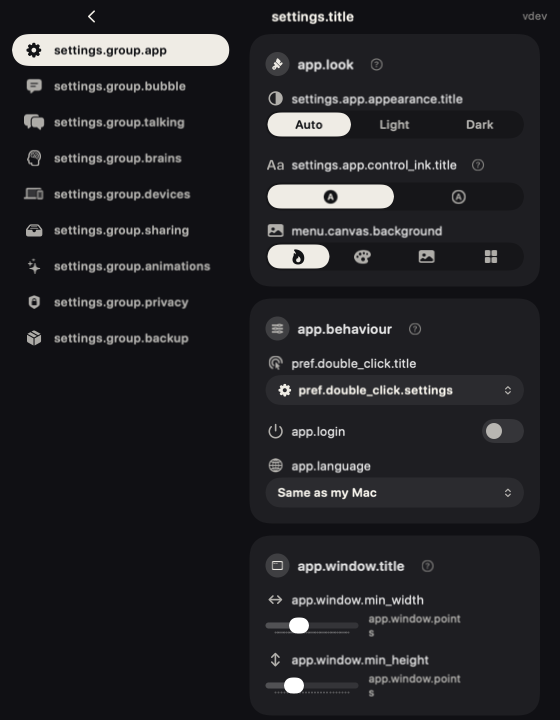 settings.title
vdev
settings.group.app
settings.group.bubble
settings.group.talking
settings.group.brains
settings.group.devices
settings.group.sharing
settings.group.animations
settings.group.privacy
settings.group.backup
app.look
?
settings.app.appearance.title
Auto
Light
Dark
Aa settings.app.control_ink.title
?
A
A
menu.canvas.background
app.behaviour
?
pref.double_click.title
pref.double_click.settings
app.login
app.language
Same as my Mac
app.window.title
?
app.window.min_width
app.window.point
s
app.window.min_height
app.window.point
s